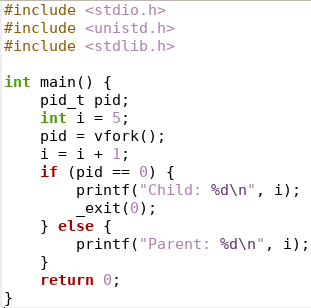 #include <stdio.h>
#include <unistd.h>
#include <stdlib.h>

int main() {
    pid_t pid;
    int i = 5;
    pid = vfork();
    i = i + 1;
    if (pid == 0) {
        printf("Child: %d\n", i);
        _exit(0);
    } else {
        printf("Parent: %d\n", i);
    }
    return 0;
}